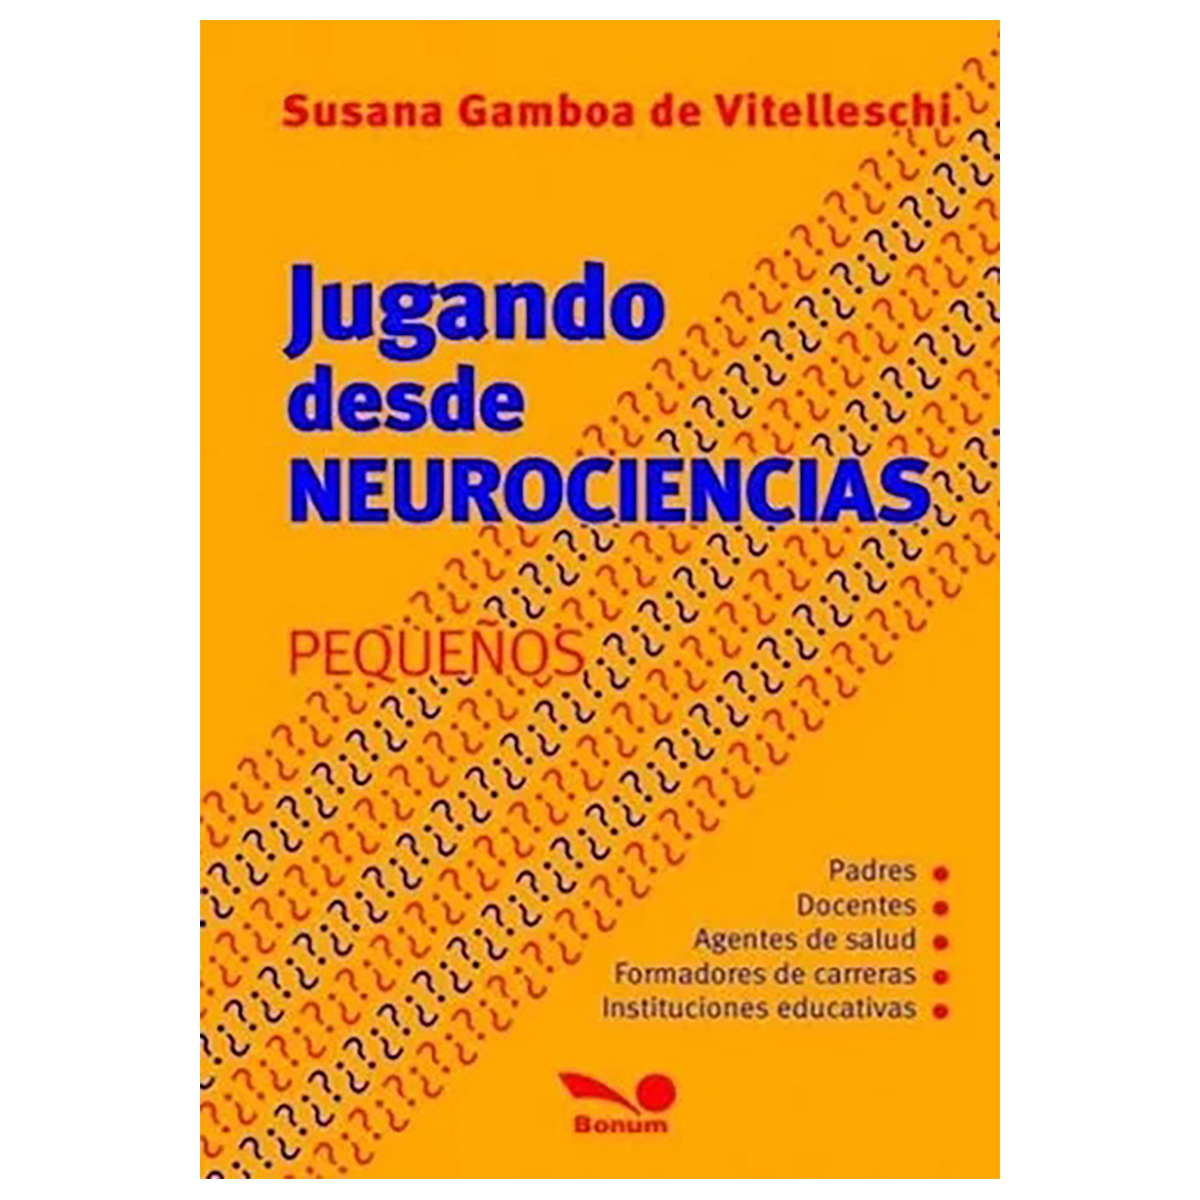 Susana Gamboa de Vitelleschi
Jugando
desde
NEUROCIENCIAS
PEQUEÑOS
Padres •
Docentes •
Agentes de salud •
Formadores de carreras •
Instituciones educativas •
Bonum